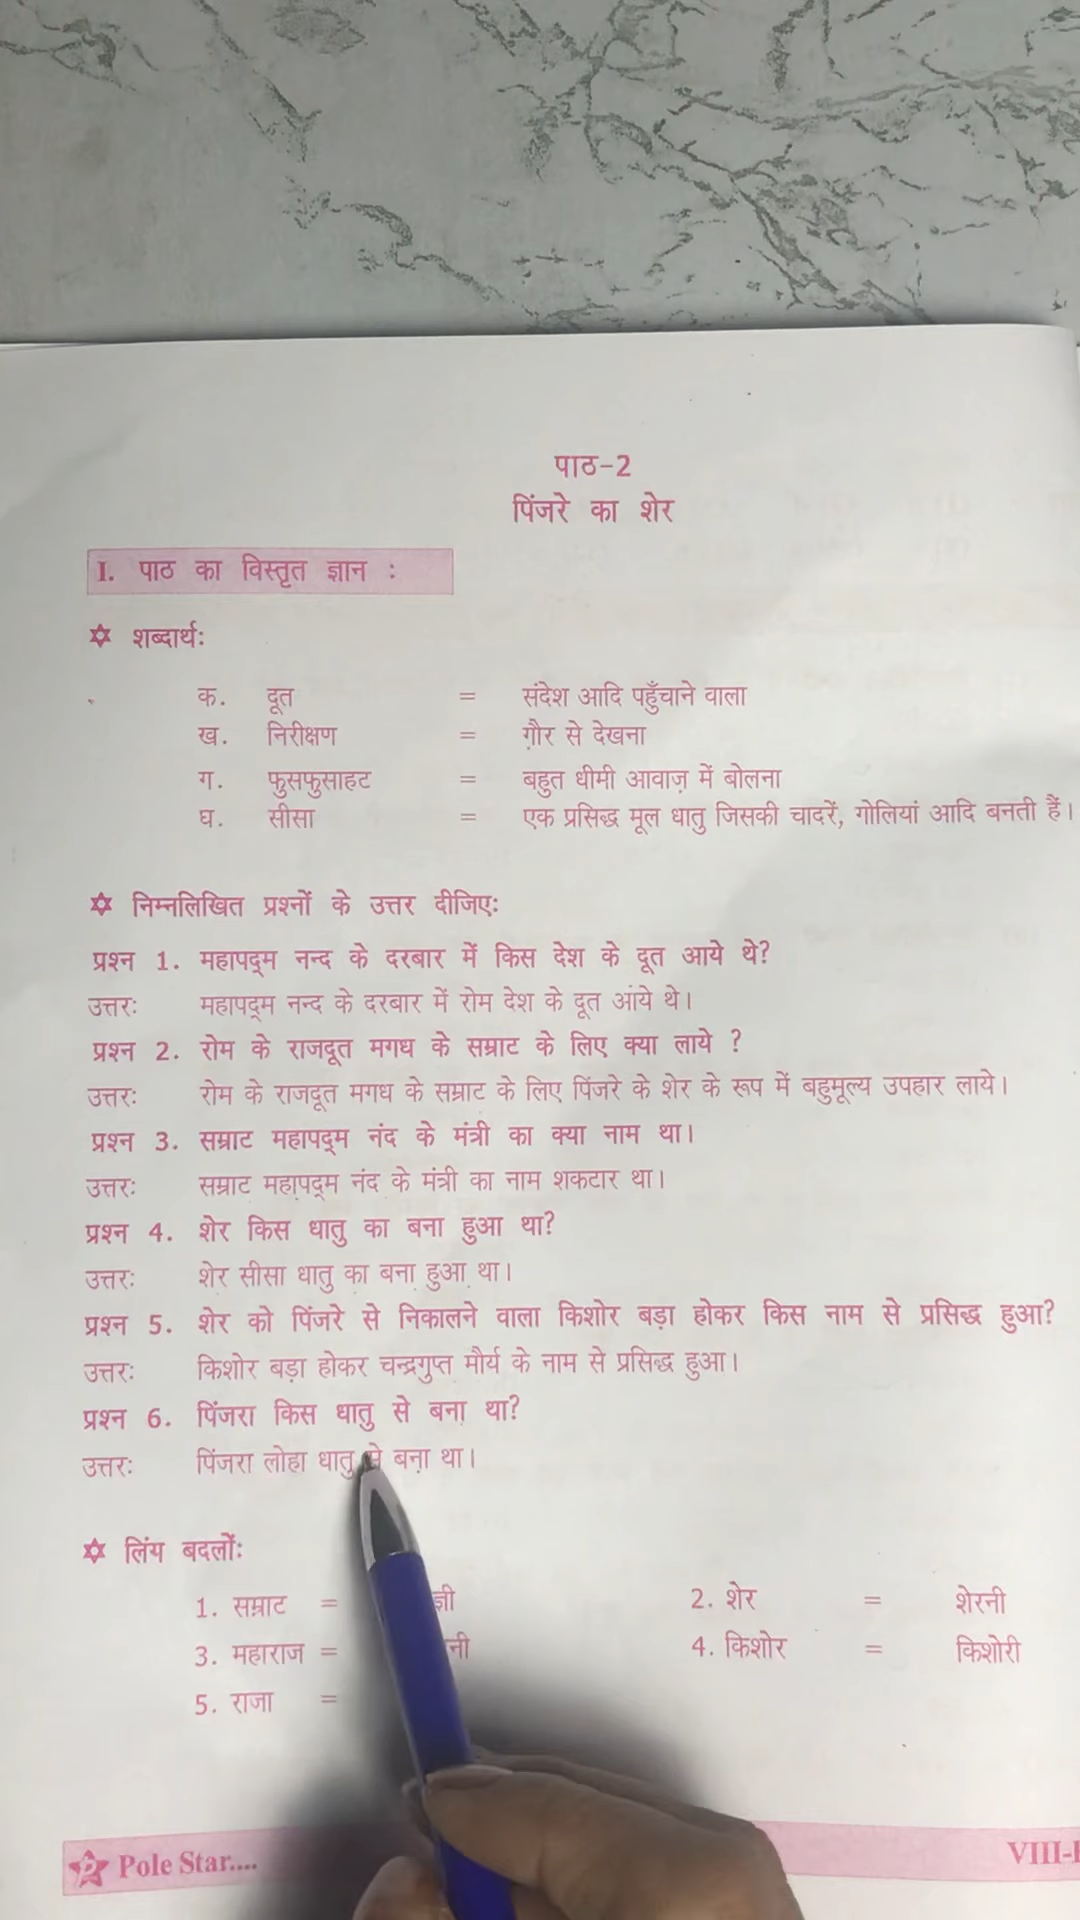 पाठ-2
पिंजरे का शेर
I. पाठ का विस्तृत ज्ञान :
✡ शब्दार्थः
क. दूत = संदेश आदि पहुँचाने वाला
ख. निरीक्षण = ग़ौर से देखना
ग. फुसफुसाहट = बहुत धीमी आवाज़ में बोलना
घ. सीसा = एक प्रसिद्ध मूल धातु जिसकी चादरें, गोलियां आदि बनती हैं।
✡ निम्नलिखित प्रश्नों के उत्तर दीजिएः
प्रश्न 1. महापद्म नन्द के दरबार में किस देश के दूत आये थे?
उत्तरः महापद्म नन्द के दरबार में रोम देश के दूत आये थे।
प्रश्न 2. रोम के राजदूत मगध के सम्राट के लिए क्या लाये ?
उत्तरः रोम के राजदूत मगध के सम्राट के लिए पिंजरे के शेर के रूप में बहुमूल्य उपहार लाये।
प्रश्न 3. सम्राट महापद्म नंद के मंत्री का क्या नाम था।
उत्तरः सम्राट महापद्म नंद के मंत्री का नाम शकटार था।
प्रश्न 4. शेर किस धातु का बना हुआ था?
उत्तरः शेर सीसा धातु का बना हुआ था।
प्रश्न 5. शेर को पिंजरे से निकालने वाला किशोर बड़ा होकर किस नाम से प्रसिद्ध हुआ?
उत्तरः किशोर बड़ा होकर चन्द्रगुप्त मौर्य के नाम से प्रसिद्ध हुआ।
प्रश्न 6. पिंजरा किस धातु से बना था?
उत्तरः पिंजरा लोहा धातु से बना था।
✡ लिंग बदलोंः
1. सम्राट = 2. शेर = शेरनी
3. महाराज = 4. किशोर = किशोरी
5. राजा =
Pole Star....